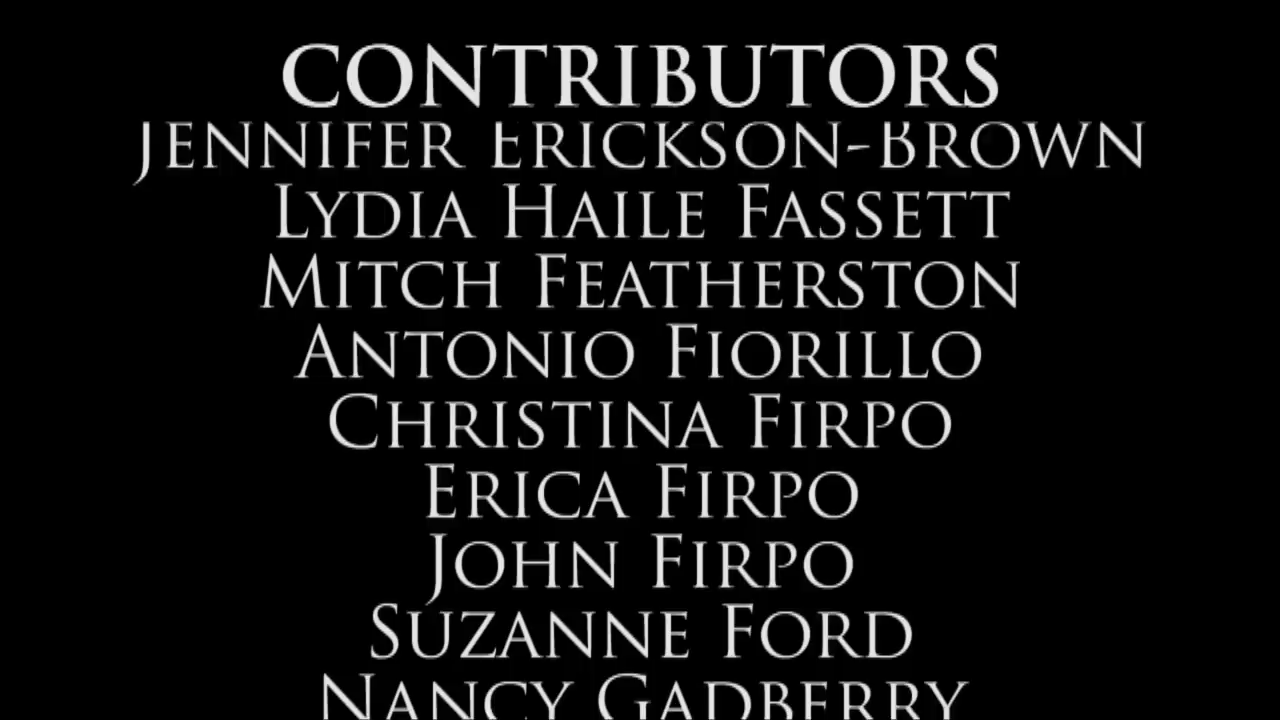 CONTRIBUTORS
JENNIFER ERICKSON-BROWN
LYDIA HAILE FASSETT
MITCH FEATHERSTON
ANTONIO FIORILLO
CHRISTINA FIRPO
ERICA FIRPO
JOHN FIRPO
SUZANNE FORD
NANCY GADBERRY